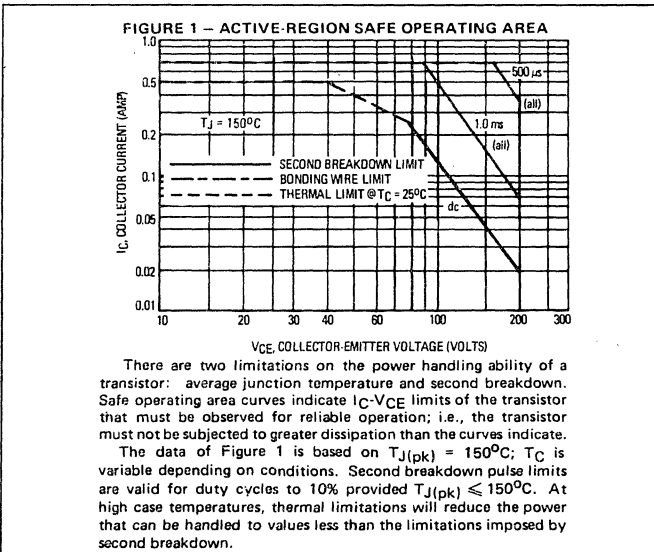 FIGURE 1 – ACTIVE-REGION SAFE OPERATING AREA
1.0
0.5
0.2
0.1
0.05
0.02
0.01
IC, COLLECTOR CURRENT (AMP)
500 µs
(all)
1.0 ms
(all)
TJ = 150°C
SECOND BREAKDOWN LIMIT
BONDING WIRE LIMIT
THERMAL LIMIT @ TC = 25°C
dc
10 20 30 40 60 100 200 300
VCE, COLLECTOR-EMITTER VOLTAGE (VOLTS)
There are two limitations on the power handling ability of a
transistor: average junction temperature and second breakdown.
Safe operating area curves indicate IC-VCE limits of the transistor
that must be observed for reliable operation; i.e., the transistor
must not be subjected to greater dissipation than the curves indicate.
The data of Figure 1 is based on TJ(pk) = 150°C; TC is
variable depending on conditions. Second breakdown pulse limits
are valid for duty cycles to 10% provided TJ(pk) ≤ 150°C. At
high case temperatures, thermal limitations will reduce the power
that can be handled to values less than the limitations imposed by
second breakdown.